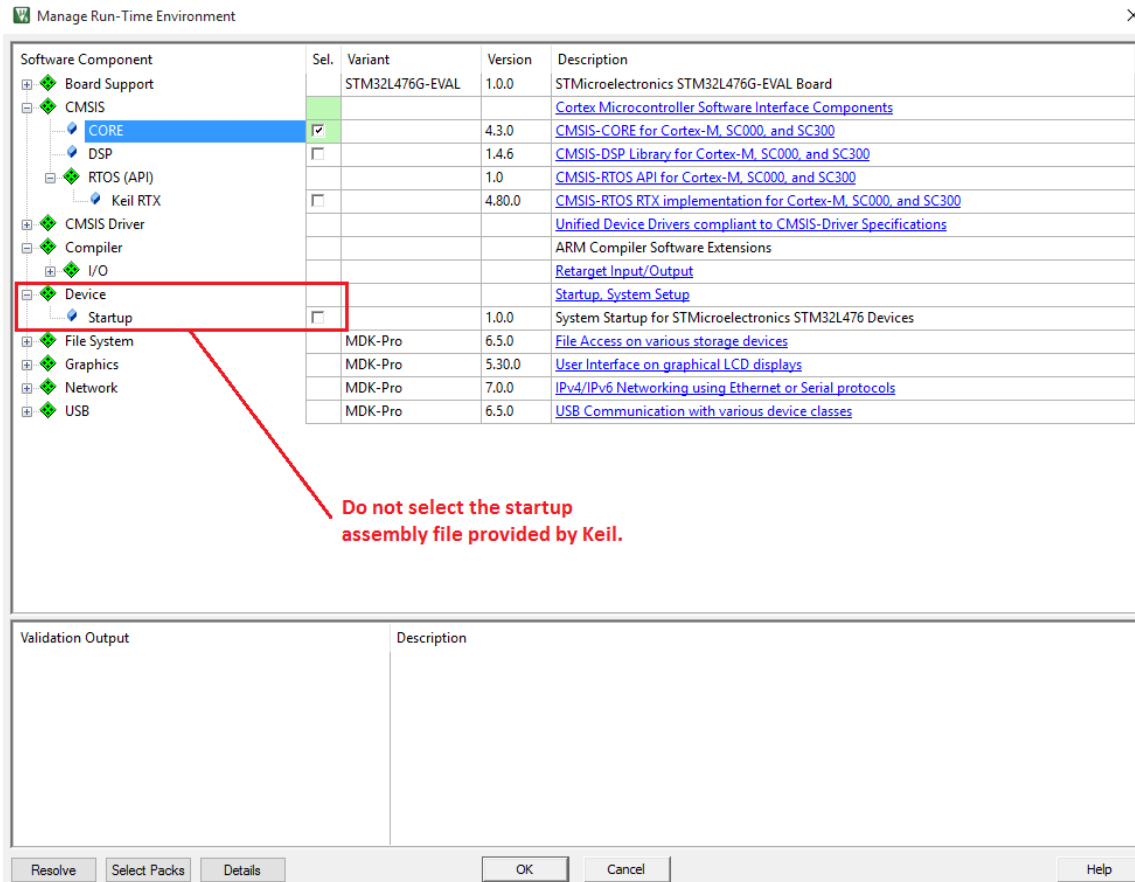 Manage Run-Time Environment
Software Component Sel. Variant Version Description
Board Support STM32L476G-EVAL 1.0.0 STMicroelectronics STM32L476G-EVAL Board
CMSIS Cortex Microcontroller Software Interface Components
CORE 4.3.0 CMSIS-CORE for Cortex-M, SC000, and SC300
DSP 1.4.6 CMSIS-DSP Library for Cortex-M, SC000, and SC300
RTOS (API) 1.0 CMSIS-RTOS API for Cortex-M, SC000, and SC300
Keil RTX 4.80.0 CMSIS-RTOS RTX implementation for Cortex-M, SC000, and SC300
CMSIS Driver Unified Device Drivers compliant to CMSIS-Driver Specifications
Compiler ARM Compiler Software Extensions
I/O Retarget Input/Output
Device Startup, System Setup
Startup 1.0.0 System Startup for STMicroelectronics STM32L476 Devices
File System MDK-Pro 6.5.0 File Access on various storage devices
Graphics MDK-Pro 5.30.0 User Interface on graphical LCD displays
Network MDK-Pro 7.0.0 IPv4/IPv6 Networking using Ethernet or Serial protocols
USB MDK-Pro 6.5.0 USB Communication with various device classes
Do not select the startup
assembly file provided by Keil.
Validation Output Description
Resolve Select Packs Details OK Cancel Help